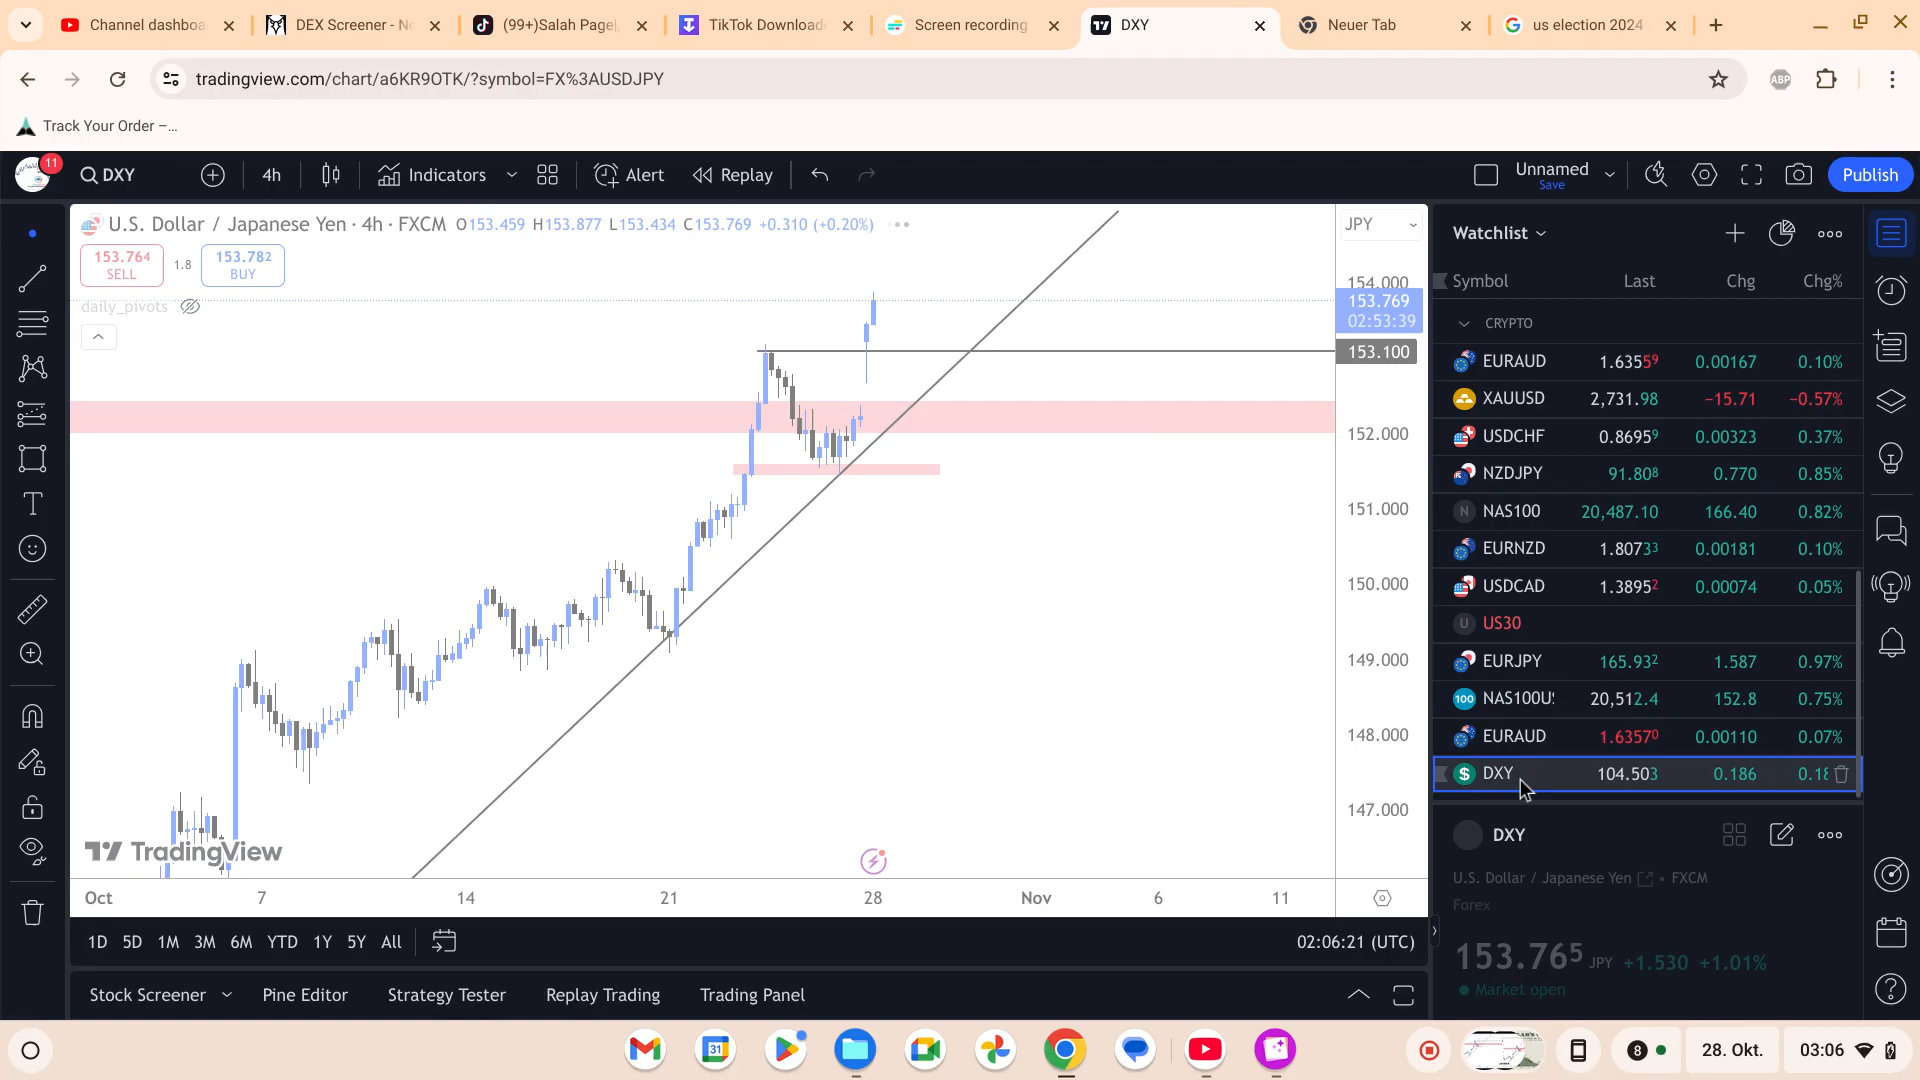 Channel dashboa
DEX Screener - Ne
(99+)Salah Page|
TikTok Downloade
Screen recording
DXY
Neuer Tab
us election 2024
tradingview.com/chart/a6KR9OTK/?symbol=FX%3AUSDJPY
ABP
Track Your Order –...
11
DXY
4h
Indicators
Alert
Replay
Unnamed
Save
Publish
U.S. Dollar / Japanese Yen · 4h · FXCM O153.459 H153.877 L153.434 C153.769 +0.310 (+0.20%)
JPY
153.764
SELL
1.8
153.782
BUY
daily_pivots
154.000
153.769
02:53:39
153.100
152.000
151.000
150.000
149.000
148.000
147.000
TradingView
Oct 7 14 21 28 Nov 6 11
1D 5D 1M 3M 6M YTD 1Y 5Y All
02:06:21 (UTC)
Stock Screener
Pine Editor
Strategy Tester
Replay Trading
Trading Panel
Watchlist
Symbol Last Chg Chg%
CRYPTO
EURAUD 1.63559 0.00167 0.10%
XAUUSD 2,731.98 −15.71 −0.57%
USDCHF 0.86959 0.00323 0.37%
NZDJPY 91.808 0.770 0.85%
N NAS100 20,487.10 166.40 0.82%
EURNZD 1.80733 0.00181 0.10%
USDCAD 1.38952 0.00074 0.05%
U US30
EURJPY 165.932 1.587 0.97%
100 NAS100U 20,512.4 152.8 0.75%
EURAUD 1.63570 0.00110 0.07%
$ DXY 104.503 0.186 0.18
DXY
U.S. Dollar / Japanese Yen • FXCM
Forex
153.765 JPY +1.530 +1.01%
Market open
31
8
28. Okt.
03:06